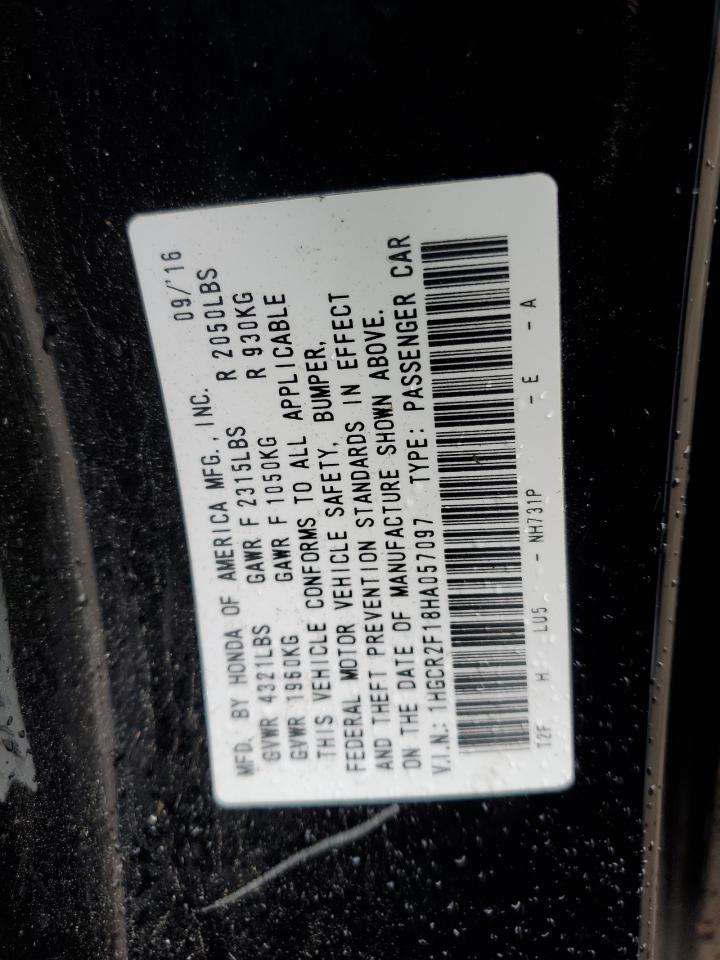 MFD. BY HONDA OF AMERICA MFG., INC. 09/'16
GVWR 4321LBS GAWR F 2315LBS R 2050LBS
GVWR 1960KG GAWR F 1050KG R 930KG
THIS VEHICLE CONFORMS TO ALL APPLICABLE
FEDERAL MOTOR VEHICLE SAFETY, BUMPER,
AND THEFT PREVENTION STANDARDS IN EFFECT
ON THE DATE OF MANUFACTURE SHOWN ABOVE.
V.I.N.: 1HGCR2F18HA057097 TYPE: PASSENGER CAR
T2F H LU5 - NH731P - E - A